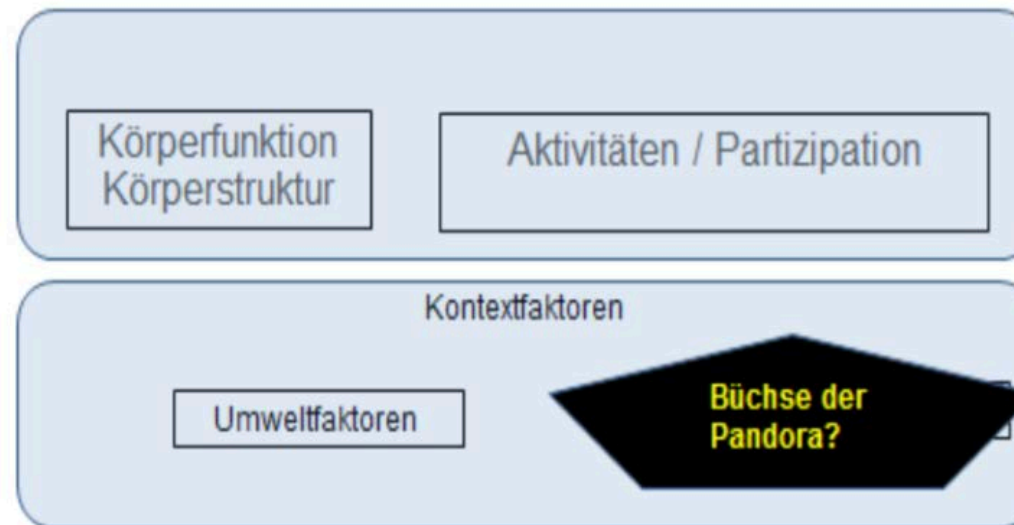 Körperfunktion
Körperstruktur
Aktivitäten / Partizipation
Kontextfaktoren
Umweltfaktoren
Büchse der
Pandora?